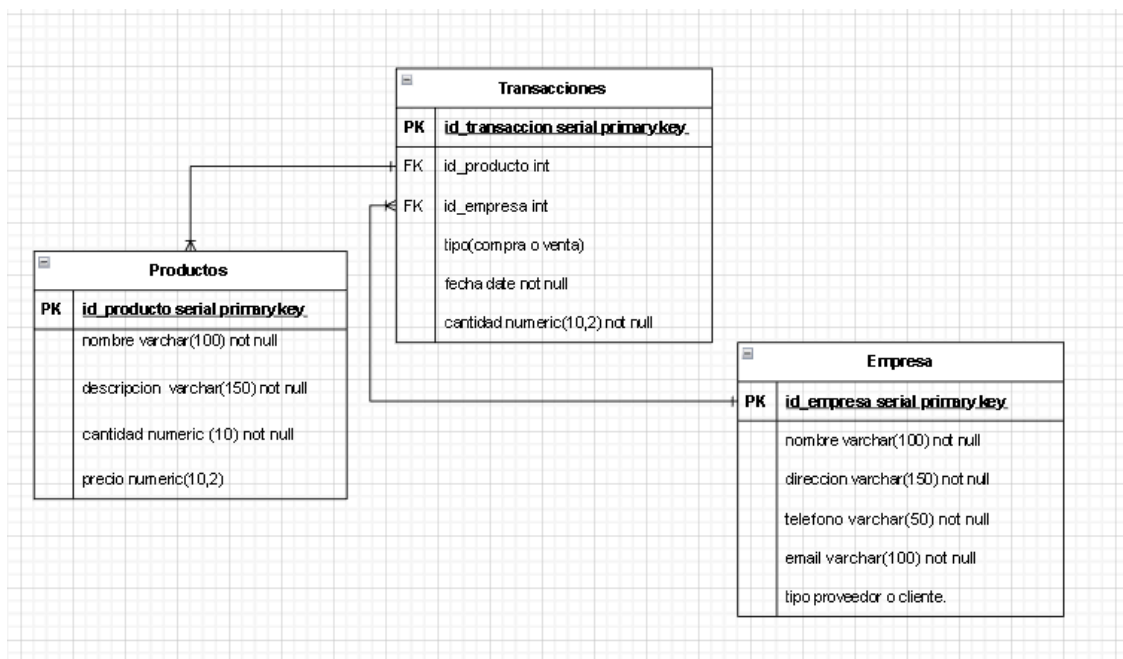 Transacciones
PK id_transaccion serial primary key
FK id_producto int
FK id_empresa int
tipo(compra o venta)
fecha date not null
cantidad numeric(10,2) not null
Productos
PK id_producto serial primary key
nombre varchar(100) not null
descripcion varchar(150) not null
cantidad numeric (10) not null
precio numeric(10,2)
Empresa
PK id_empresa serial primary key
nombre varchar(100) not null
direccion varchar(150) not null
telefono varchar(50) not null
email varchar(100) not null
tipo proveedor o cliente.